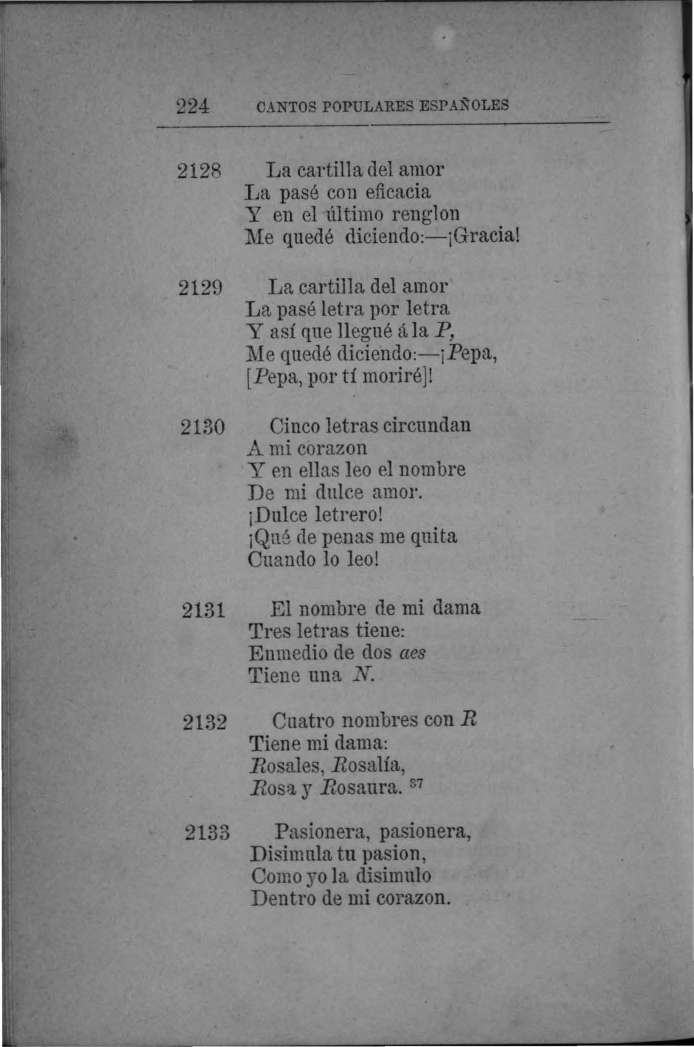 224 CANTOS POPULARES ESPAÑOLES
2128 La cartilla del amor
La pasé con eficacia
Y en el último renglon
Me quedé diciendo:—¡Gracia!
2129 La cartilla del amor
La pasé letra por letra
Y así que llegué á la P,
Me quedé diciendo:—¡Pepa,
[Pepa, por tí moriré]!
2130 Cinco letras circundan
A mi corazon
Y en ellas leo el nombre
De mi dulce amor.
¡Dulce letrero!
¡Qué de penas me quita
Cuando lo leo!
2131 El nombre de mi dama
Tres letras tiene:
Enmedio de dos aes
Tiene una N.
2132 Cuatro nombres con R
Tiene mi dama:
Rosales, Rosalía,
Rosa y Rosaura. 37
2133 Pasionera, pasionera,
Disimula tu pasion,
Como yo la disimulo
Dentro de mi corazon.